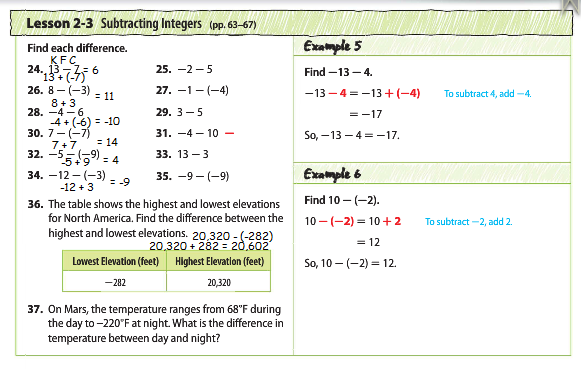 Lesson 2-3 Subtracting Integers (pp. 63–67)
Find each difference.
KFC
24. 13 – 7 = 6
13 + (-7)
25. –2 – 5
26. 8 – (–3) = 11
8 + 3
27. –1 – (–4)
28. –4 – 6
-4 + (-6) = -10
29. 3 – 5
30. 7 – (–7)
7 + 7 = 14
31. –4 – 10 –
32. –5 – (–9)
-5 + 9 = 4
33. 13 – 3
34. –12 – (–3) = -9
-12 + 3
35. –9 – (–9)
36. The table shows the highest and lowest elevations
for North America. Find the difference between the
highest and lowest elevations. 20,320 - (-282)
20,320 + 282 = 20,602
Lowest Elevation (feet) Highest Elevation (feet)
–282 20,320
37. On Mars, the temperature ranges from 68°F during
the day to –220°F at night. What is the difference in
temperature between day and night?
Example 5
Find –13 – 4.
–13 – 4 = –13 + (–4) To subtract 4, add –4.
= –17
So, –13 – 4 = –17.
Example 6
Find 10 – (–2).
10 – (–2) = 10 + 2 To subtract –2, add 2.
= 12
So, 10 – (–2) = 12.